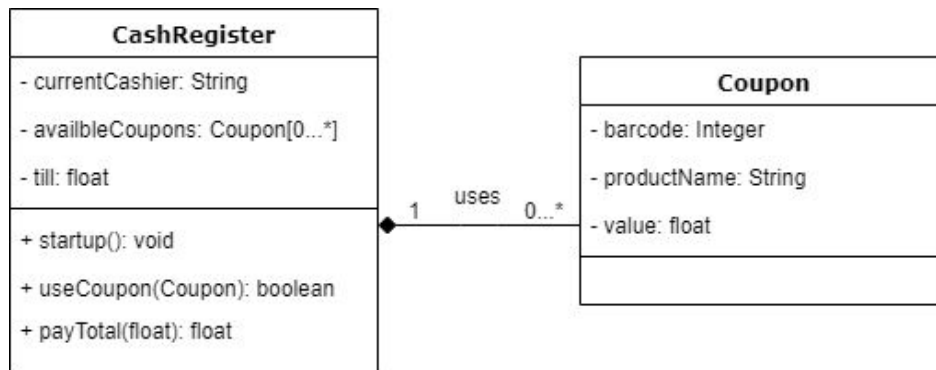 CashRegister
- currentCashier: String
- availbleCoupons: Coupon[0...*]
- till: float
+ startup(): void
+ useCoupon(Coupon): boolean
+ payTotal(float): float
1
uses
0...*
Coupon
- barcode: Integer
- productName: String
- value: float